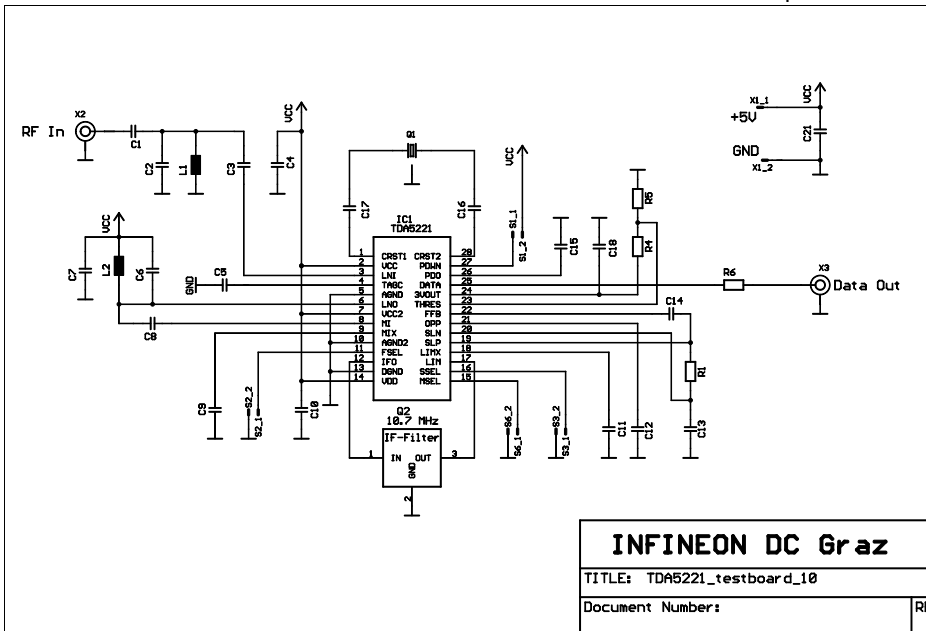 X2
RF In
C1
C2
L1
C3
C4
VCC
Q1
C17
C16
VCC
S1_1
S1_2
X1_1
+5V
VCC
C21
GND
X1_2
IC1
TDA5221
1 CRST1 CRST2 28
2 VCC PDWN 27
3 LNI PDO 26
4 TAGC DATA 25
5 AGND 3VOUT 24
6 LNO THRES 23
7 VCC2 FFB 22
8 MI OPP 21
9 MIX SLN 20
10 AGND2 SLP 19
11 FSEL LIMX 18
12 IFO LIM 17
13 DGND SSEL 16
14 VDD MSEL 15
VCC
C7
L2
C6
GND
C5
C8
C15
C18
R5
R4
R6
X3
Data Out
C14
R1
C9
S2_2
S2_1
C10
Q2
10.7 MHz
IF-Filter
1 IN OUT 3
GND
2
S6_2
S6_1
S3_2
S3_1
C11
C12
C13
INFINEON DC Graz
TITLE: TDA5221_testboard_10
Document Number: